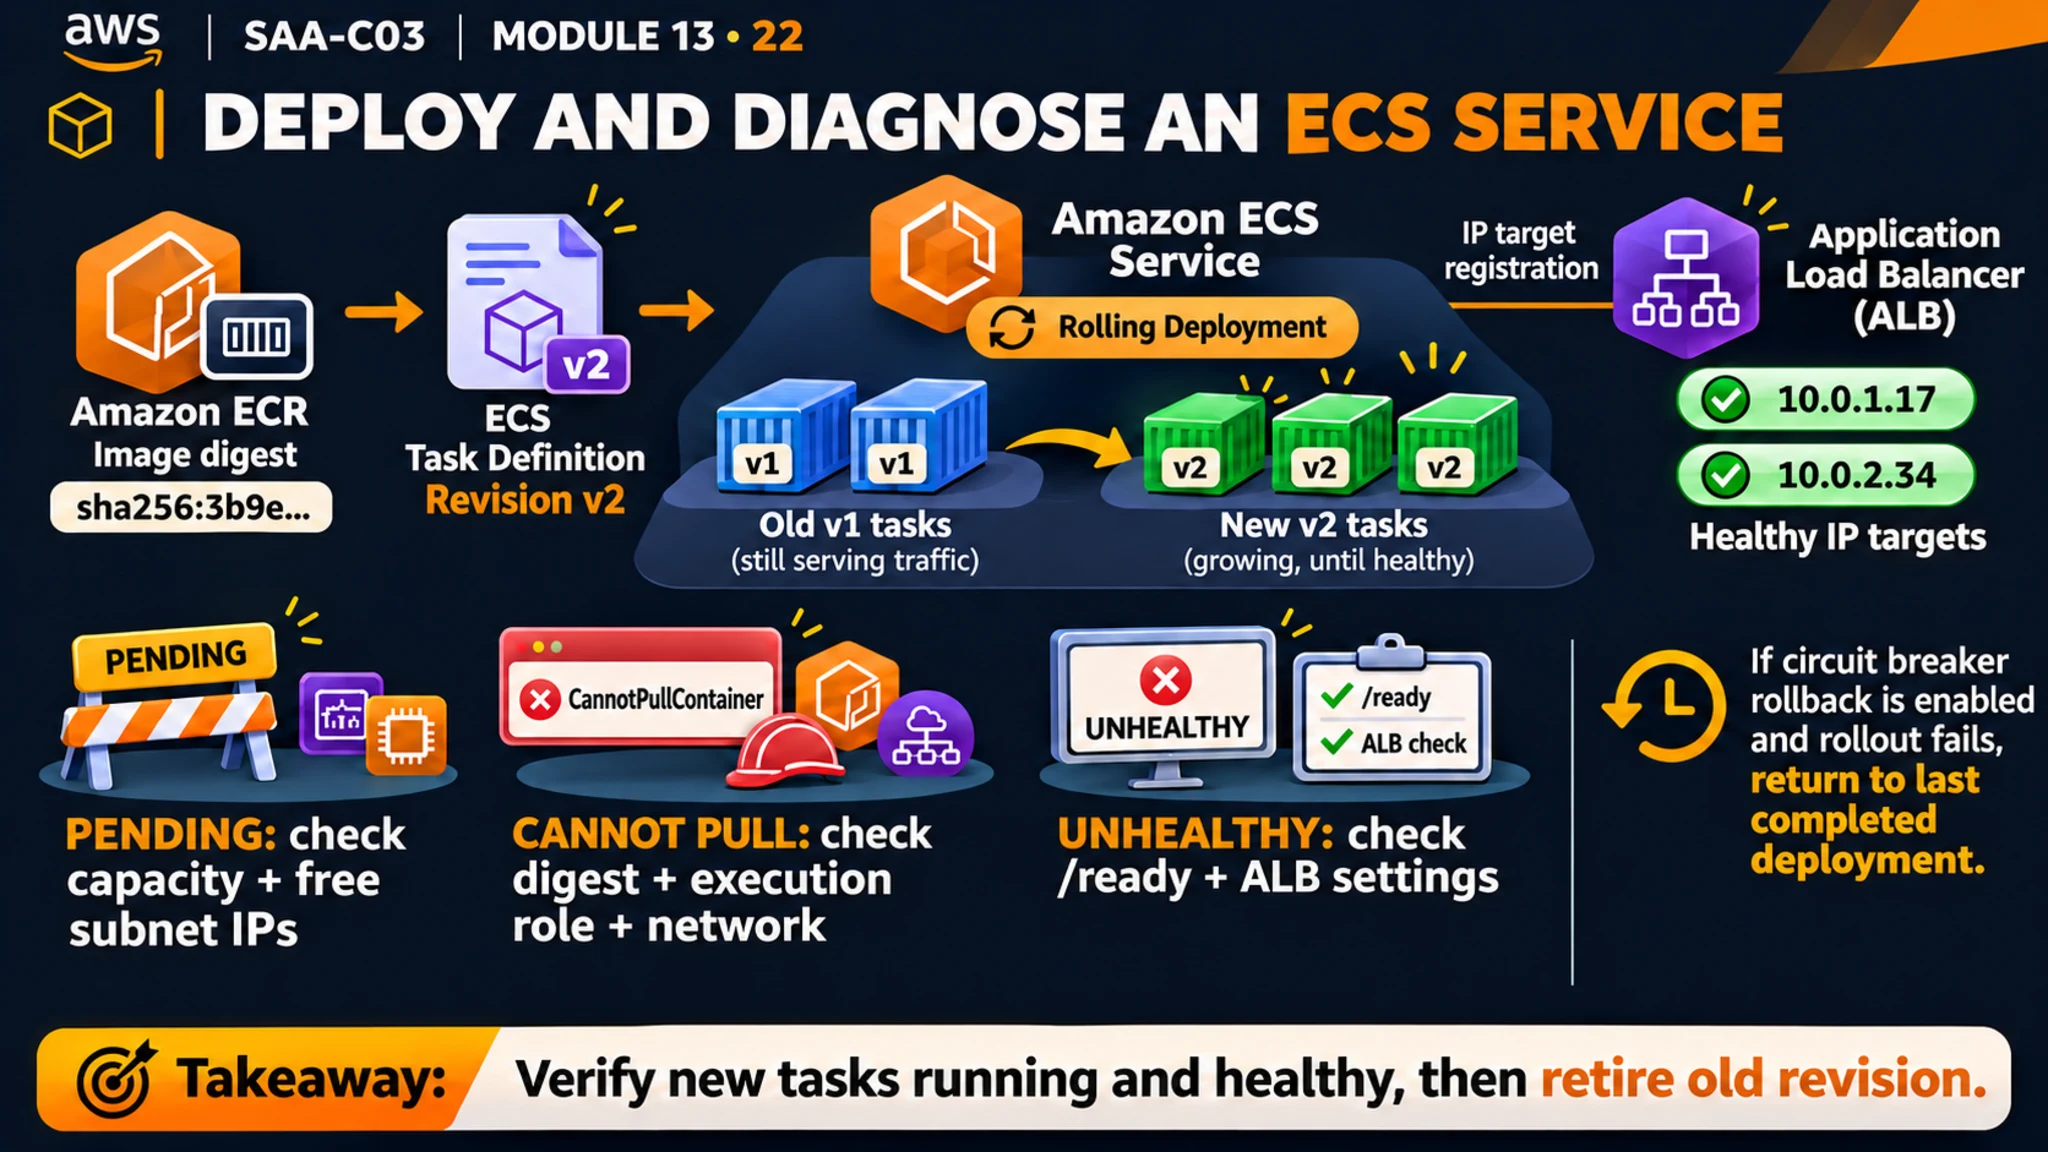 aws
SAA-C03
MODULE 13 • 22
DEPLOY AND DIAGNOSE AN ECS SERVICE
Amazon ECR
Image digest
sha256:3b9e...
v2
ECS
Task Definition
Revision v2
Amazon ECS
Service
Rolling Deployment
v1
v1
Old v1 tasks
(still serving traffic)
v2
v2
v2
New v2 tasks
(growing, until healthy)
IP target
registration
Application
Load Balancer
(ALB)
10.0.1.17
10.0.2.34
Healthy IP targets
PENDING
PENDING: check
capacity + free
subnet IPs
CannotPullContainer
CANNOT PULL: check
digest + execution
role + network
UNHEALTHY
/ready
ALB check
UNHEALTHY: check
/ready + ALB settings
If circuit breaker
rollback is enabled
and rollout fails,
return to last
completed
deployment.
Takeaway:
Verify new tasks running and healthy, then retire old revision.